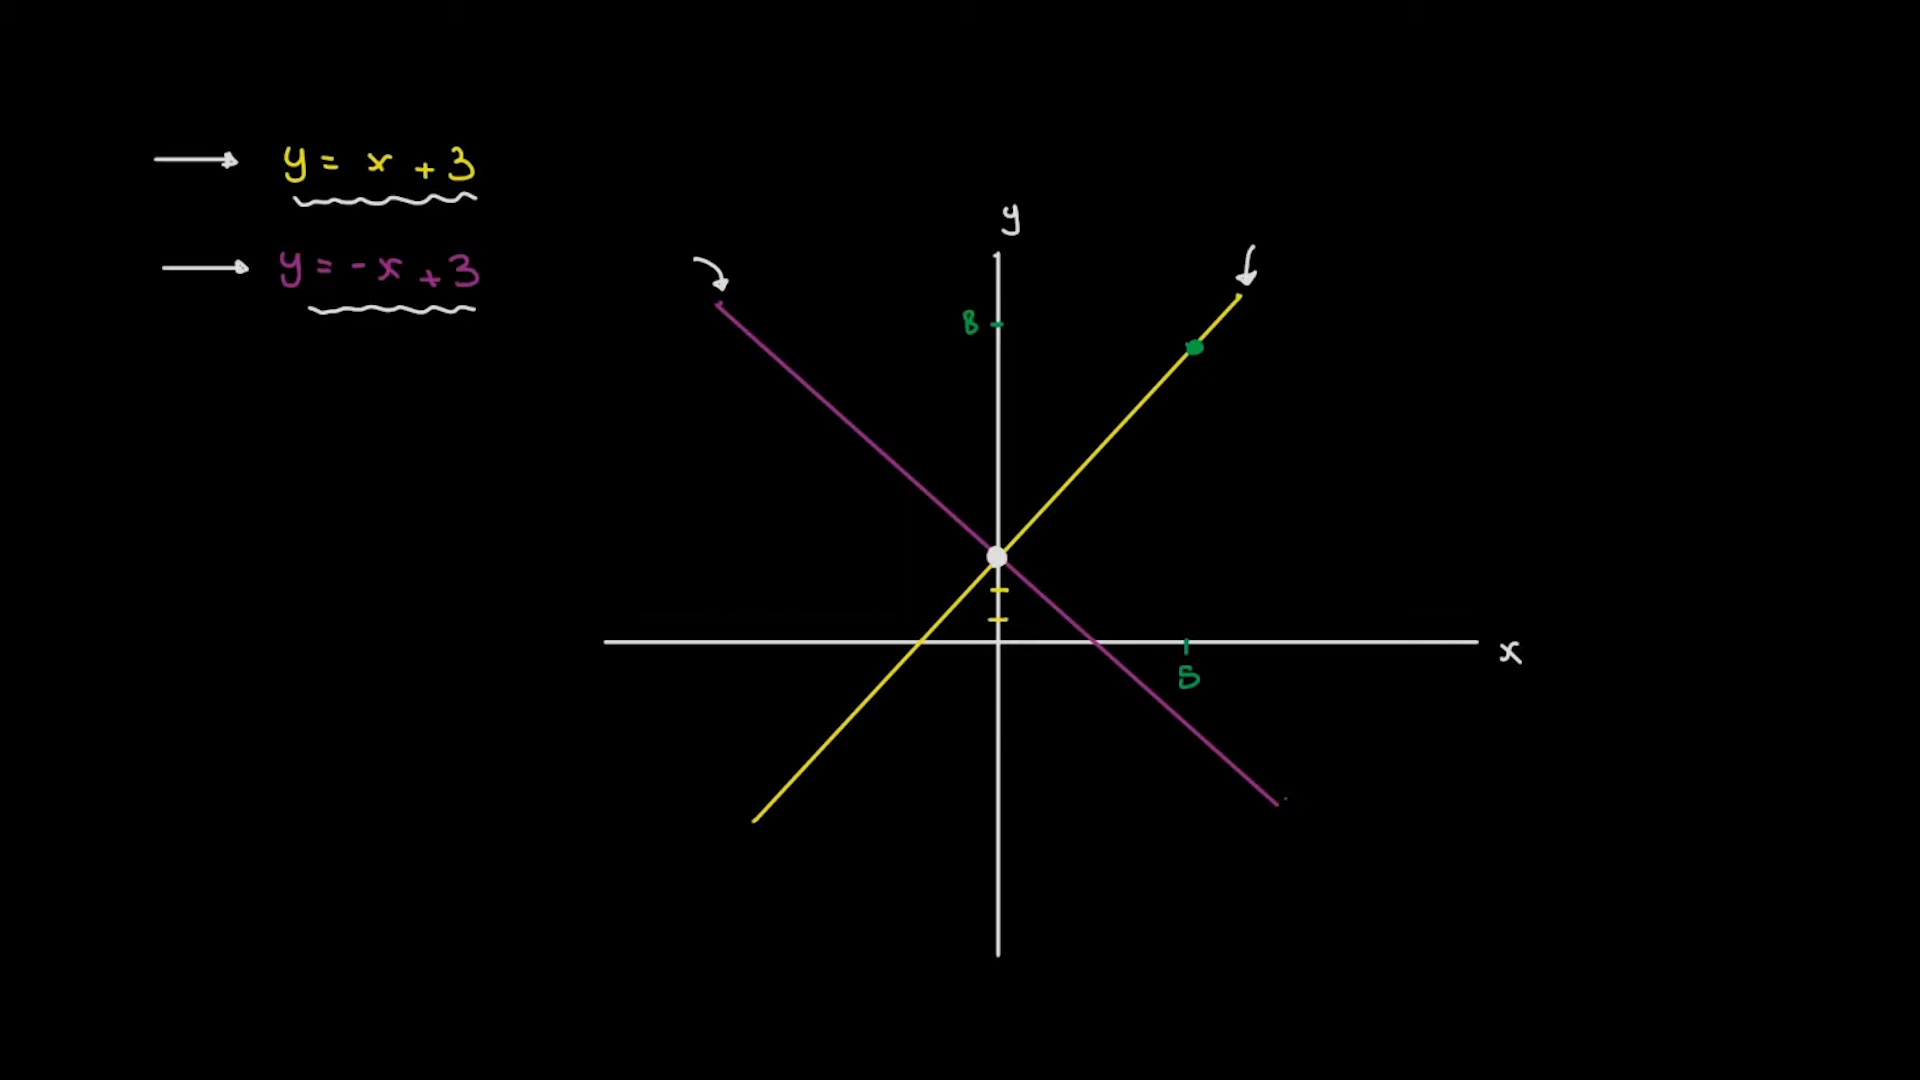 y = x + 3
y = -x + 3
y
8
x
5